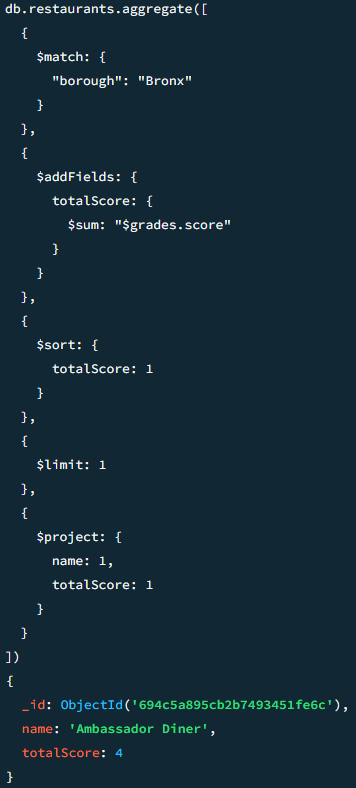 db.restaurants.aggregate([
  {
    $match: {
      "borough": "Bronx"
    }
  },
  {
    $addFields: {
      totalScore: {
        $sum: "$grades.score"
      }
    }
  },
  {
    $sort: {
      totalScore: 1
    }
  },
  {
    $limit: 1
  },
  {
    $project: {
      name: 1,
      totalScore: 1
    }
  }
])
{
  _id: ObjectId('694c5a895cb2b7493451fe6c'),
  name: 'Ambassador Diner',
  totalScore: 4
}